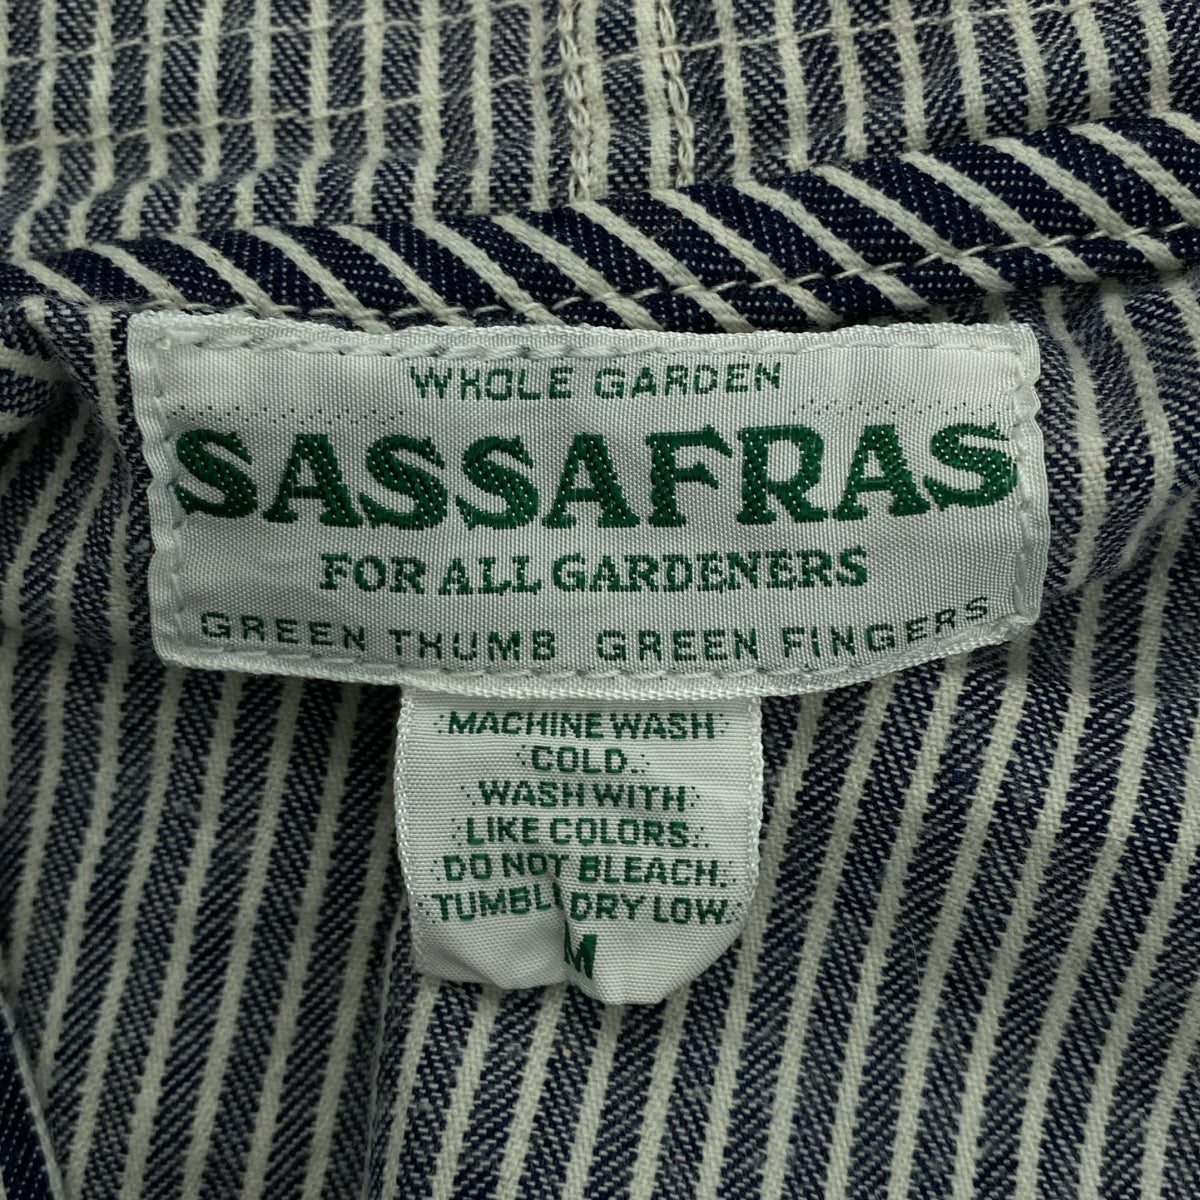 WHOLE GARDEN
SASSAFRAS
FOR ALL GARDENERS
GREEN THUMB GREEN FINGERS
MACHINE WASH
COLD.
WASH WITH
LIKE COLORS.
DO NOT BLEACH.
TUMBLE DRY LOW.
M